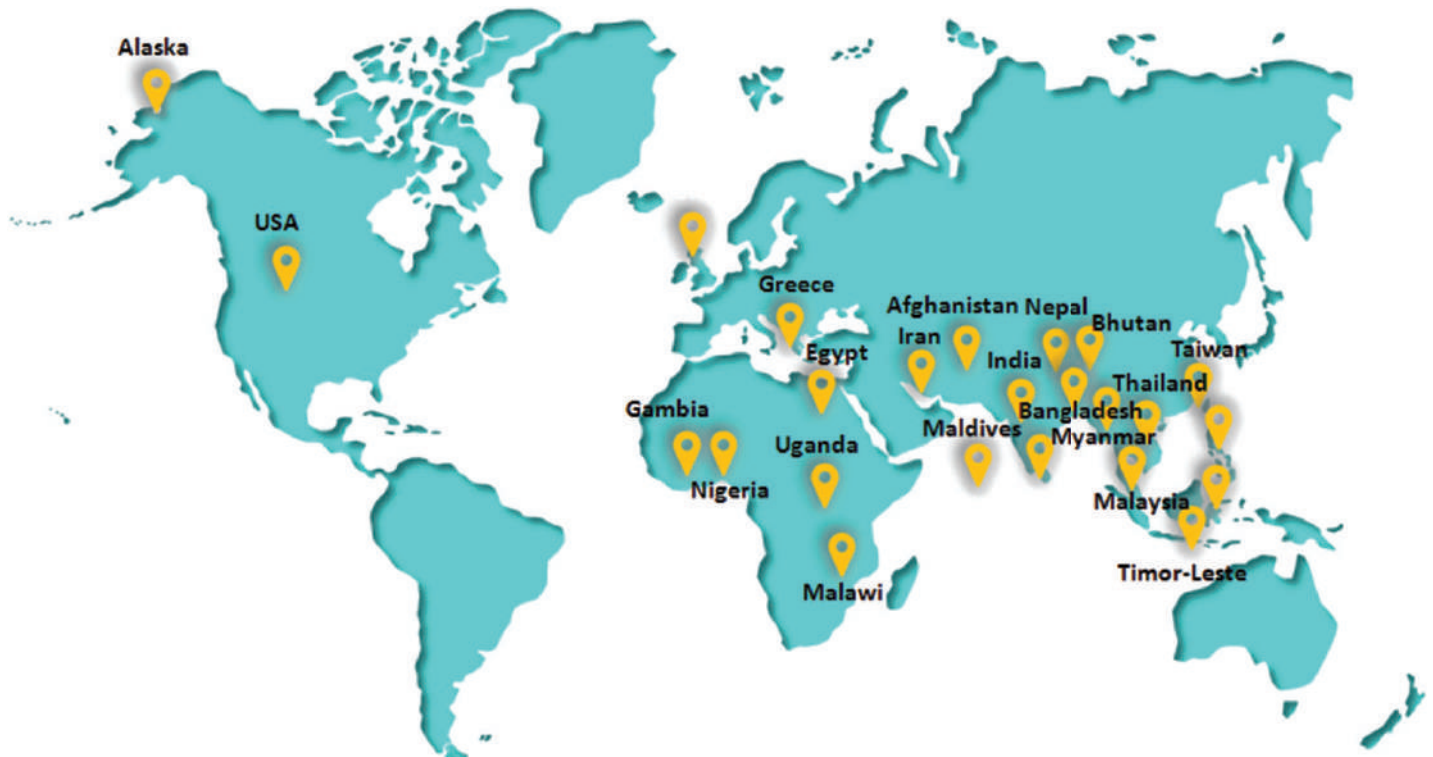 Alaska
USA
Greece
Afghanistan
Nepal
Bhutan
Iran
Egypt
India
Taiwan
Thailand
Gambia
Bangladesh
Maldives
Myanmar
Uganda
Nigeria
Malaysia
Timor-Leste
Malawi